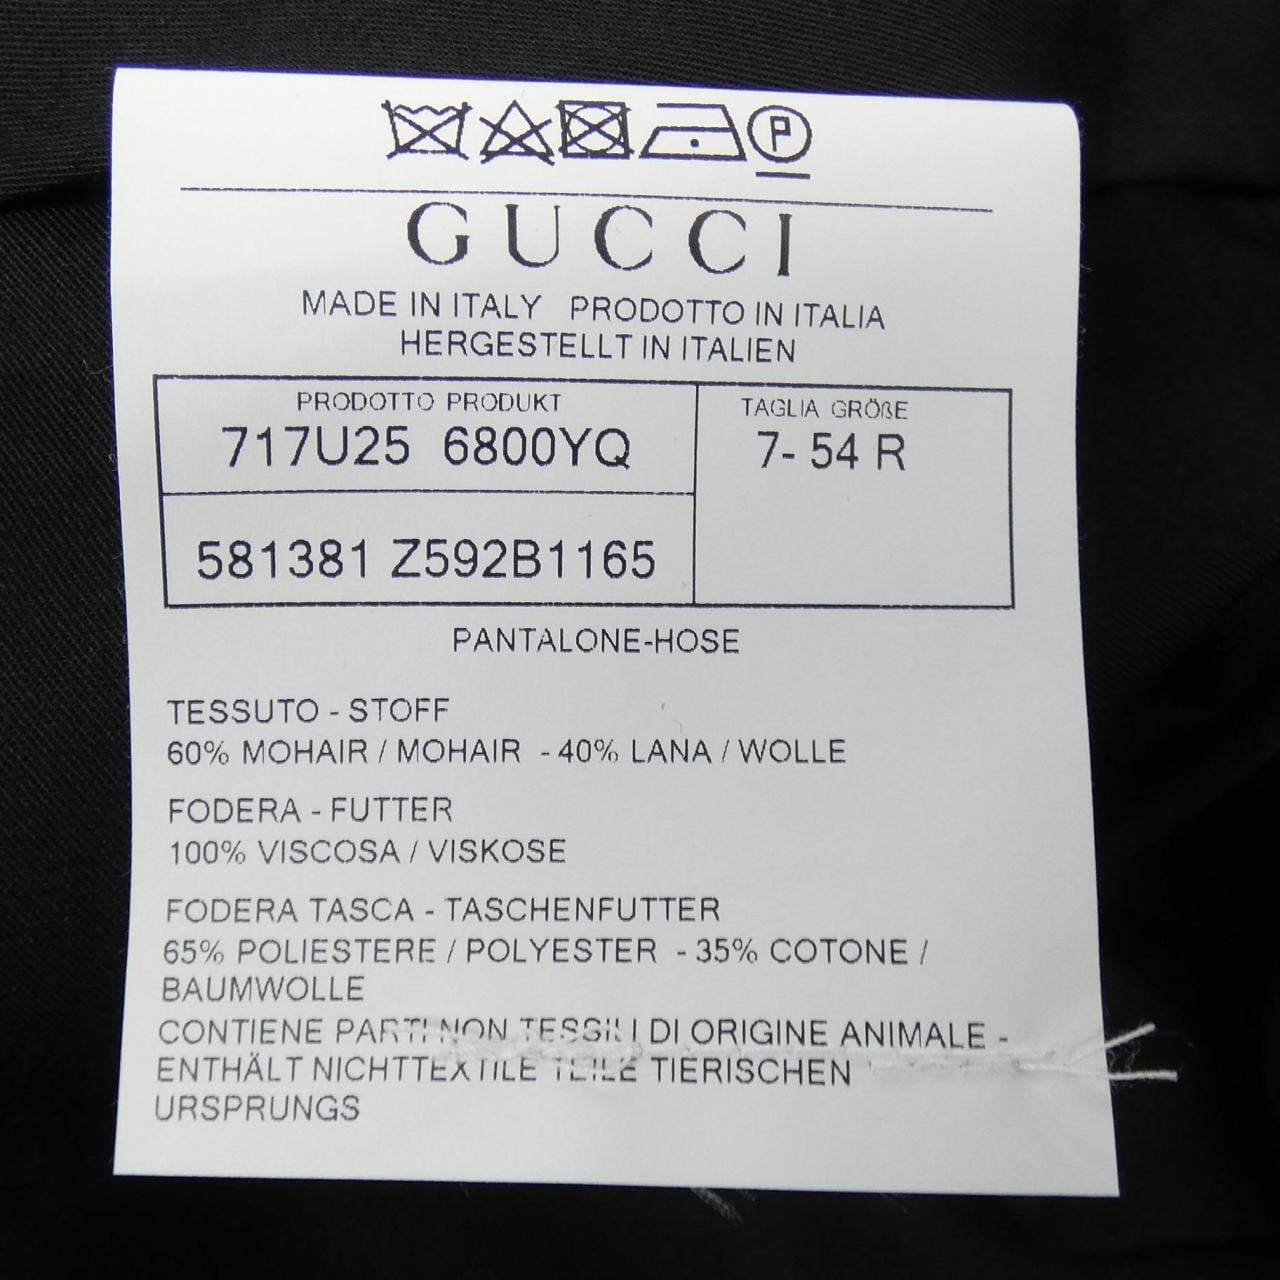 P
GUCCI
MADE IN ITALY PRODOTTO IN ITALIA
HERGESTELLT IN ITALIEN
PRODOTTO PRODUKT
717U25 6800YQ
TAGLIA GRÖßE
7- 54 R
581381 Z592B1165
PANTALONE-HOSE
TESSUTO - STOFF
60% MOHAIR / MOHAIR - 40% LANA / WOLLE
FODERA - FUTTER
100% VISCOSA / VISKOSE
FODERA TASCA - TASCHENFUTTER
65% POLIESTERE / POLYESTER - 35% COTONE /
BAUMWOLLE
CONTIENE PARTI NON TESSILI DI ORIGINE ANIMALE -
ENTHÄLT NICHTTEXTILE TEILE TIERISCHEN
URSPRUNGS